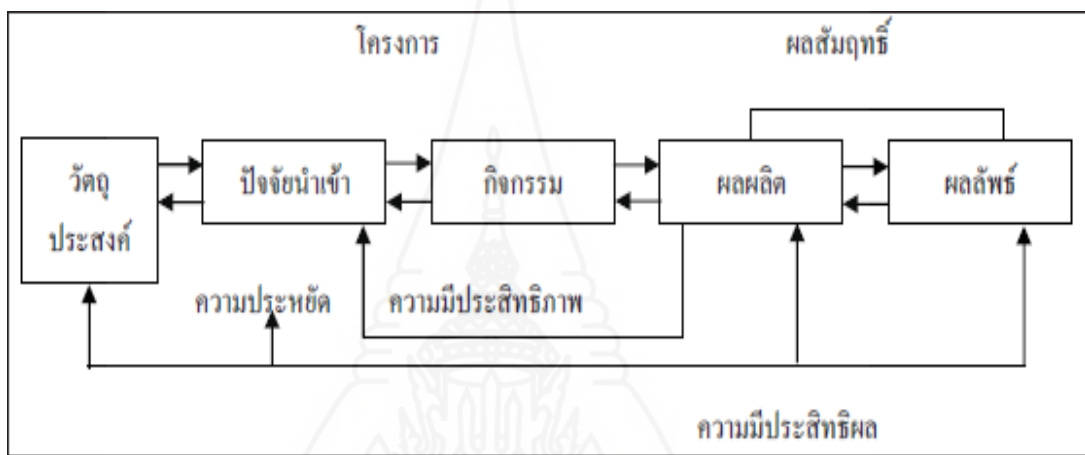 โครงการ
ผลสัมฤทธิ์
วัตถุ
ประสงค์
ปัจจัยนำเข้า
กิจกรรม
ผลผลิต
ผลลัพธ์
ความประหยัด
ความมีประสิทธิภาพ
ความมีประสิทธิผล